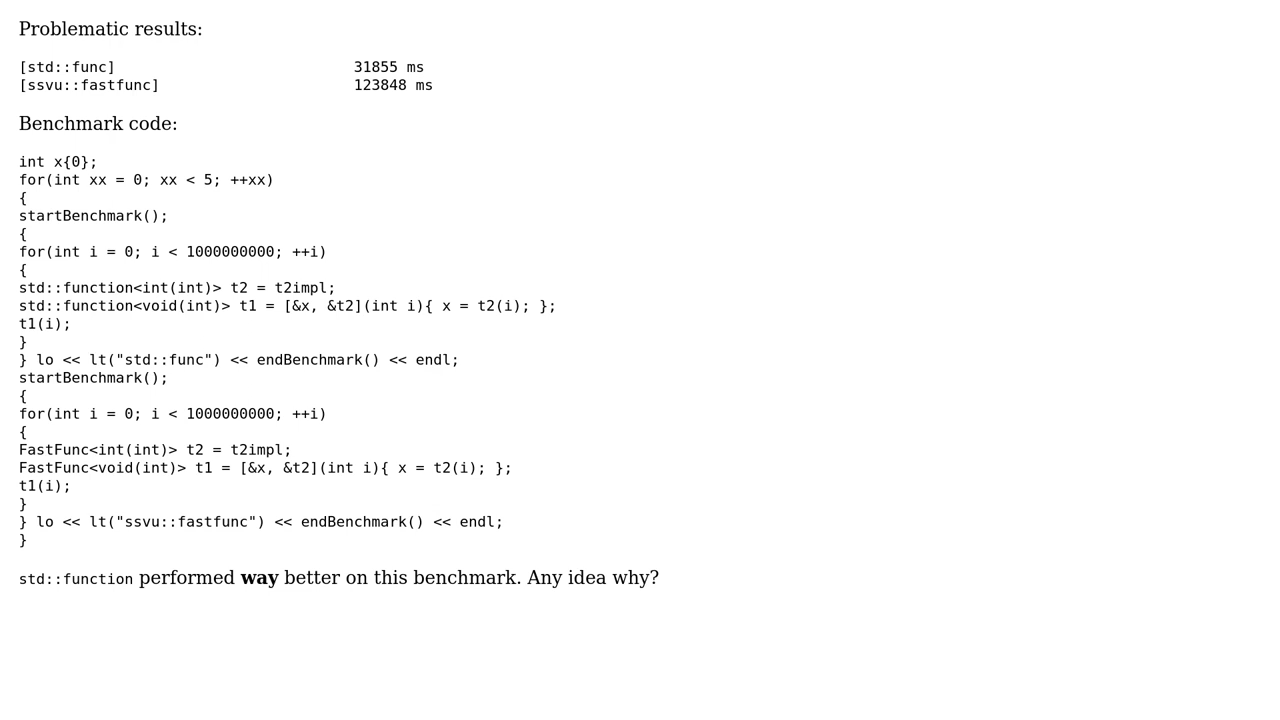 Problematic results:
[std::func]                           31855 ms
[ssvu::fastfunc]                      123848 ms
Benchmark code:
int x{0};
for(int xx = 0; xx < 5; ++xx)
{
startBenchmark();
{
for(int i = 0; i < 1000000000; ++i)
{
std::function<int(int)> t2 = t2impl;
std::function<void(int)> t1 = [&x, &t2](int i){ x = t2(i); };
t1(i);
}
} lo << lt("std::func") << endBenchmark() << endl;
startBenchmark();
{
for(int i = 0; i < 1000000000; ++i)
{
FastFunc<int(int)> t2 = t2impl;
FastFunc<void(int)> t1 = [&x, &t2](int i){ x = t2(i); };
t1(i);
}
} lo << lt("ssvu::fastfunc") << endBenchmark() << endl;
}
std::function performed way better on this benchmark. Any idea why?